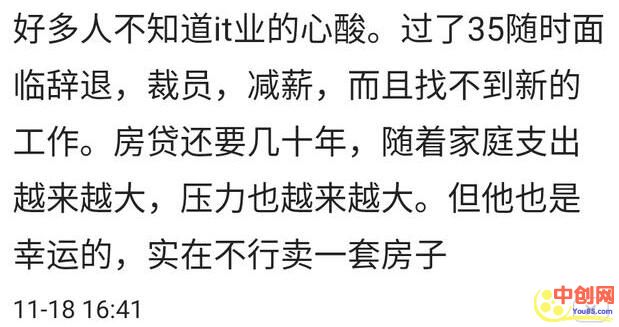 好多人不知道it业的心酸。过了35随时面
临辞退，裁员，减薪，而且找不到新的
工作。房贷还要几十年，随着家庭支出
越来越大，压力也越来越大。但他也是
幸运的，实在不行卖一套房子
11-18 16:41
中创网
You85.com